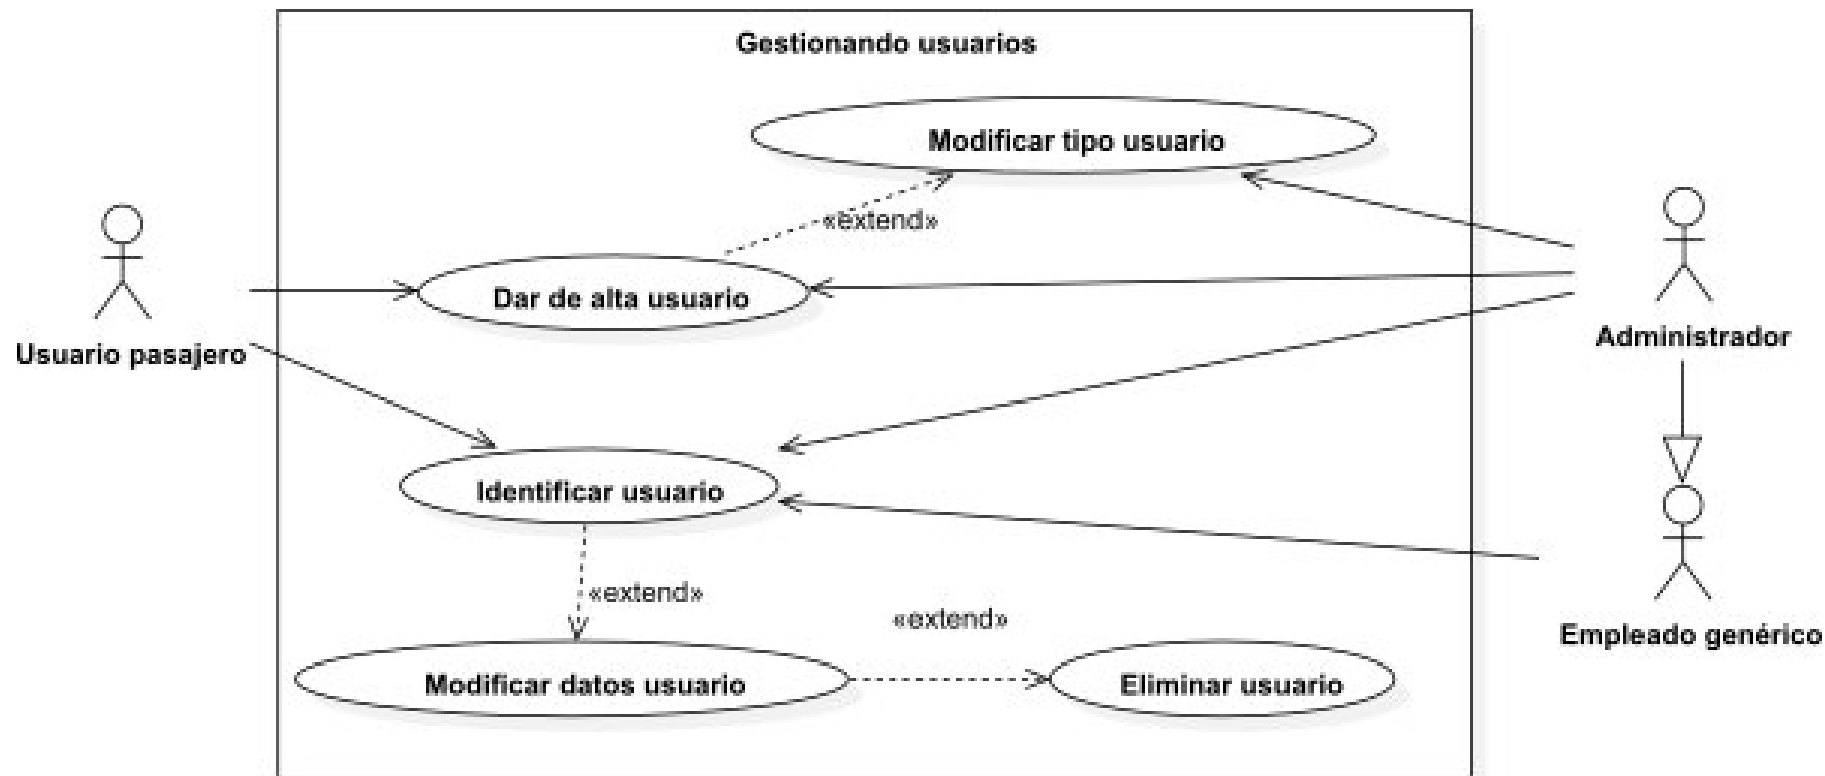 Gestionando usuarios
Modificar tipo usuario
«extend»
Dar de alta usuario
Usuario pasajero
Administrador
Identificar usuario
«extend»
«extend»
Empleado genérico
Modificar datos usuario
Eliminar usuario